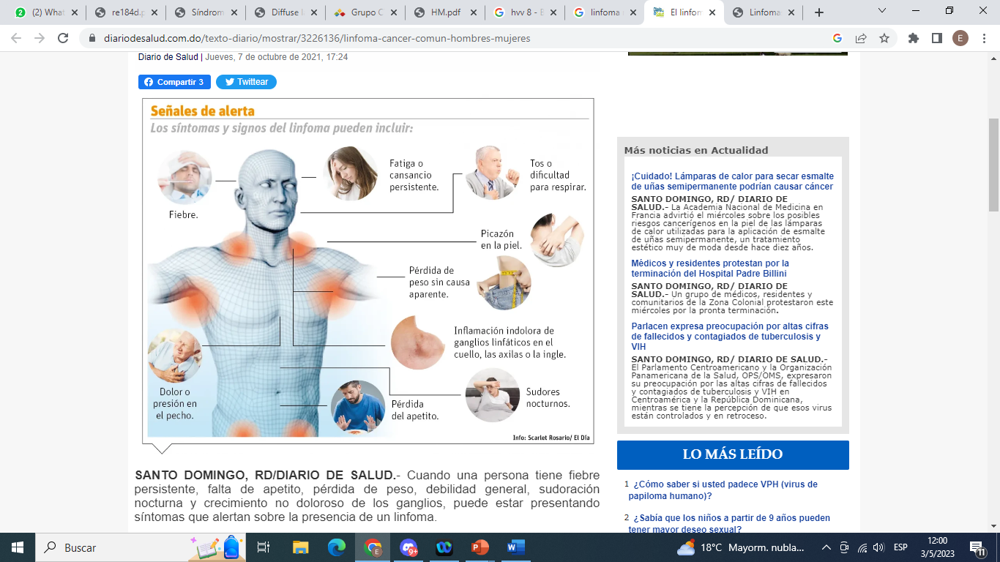 (2) What
re184d.p
Síndrom
Diffuse l
Grupo C
HM.pdf
hvv 8 - E
linfoma
El linfom
Linfoma
diariodesalud.com.do/texto-diario/mostrar/3226136/linfoma-cancer-comun-hombres-mujeres
E
Diario de Salud | Jueves, 7 de octubre de 2021, 17:24
Compartir 3
Twittear
Señales de alerta
Los síntomas y signos del linfoma pueden incluir:
Fiebre.
Fatiga o
cansancio
persistente.
Tos o
dificultad
para respirar.
Picazón
en la piel.
Pérdida de
peso sin causa
aparente.
Inflamación indolora de
ganglios linfáticos en el
cuello, las axilas o la ingle.
Dolor o
presión en
el pecho.
Pérdida
del apetito.
Sudores
nocturnos.
Info: Scarlet Rosario/ El Día
SANTO DOMINGO, RD/DIARIO DE SALUD.- Cuando una persona tiene fiebre
persistente, falta de apetito, pérdida de peso, debilidad general, sudoración
nocturna y crecimiento no doloroso de los ganglios, puede estar presentando
síntomas que alertan sobre la presencia de un linfoma.
Más noticias en Actualidad
¡Cuidado! Lámparas de calor para secar esmalte
de uñas semipermanente podrían causar cáncer
SANTO DOMINGO, RD/ DIARIO DE
SALUD.- La Academia Nacional de Medicina en
Francia advirtió el miércoles sobre los posibles
riesgos cancerígenos en la piel de las lámparas
de calor utilizadas para la aplicación de esmalte
de uñas semipermanente, un tratamiento
estético muy de moda desde hace diez años.
Médicos y residentes protestan por la
terminación del Hospital Padre Billini
SANTO DOMINGO, RD/ DIARIO DE
SALUD.- Un grupo de médicos, residentes y
comunitarios de la Zona Colonial protestaron este
miércoles por la pronta terminación.
Parlacen expresa preocupación por altas cifras
de fallecidos y contagiados de tuberculosis y
VIH
SANTO DOMINGO, RD/ DIARIO DE SALUD.-
El Parlamento Centroamericano y la Organización
Panamericana de la Salud, OPS/OMS, expresaron
su preocupación por las altas cifras de fallecidos
y contagiados de tuberculosis y VIH en
Centroamérica y la República Dominicana,
mientras se tiene la percepción de que esos virus
están controlados y en retroceso.
LO MÁS LEÍDO
1 ¿Cómo saber si usted padece VPH (virus de
papiloma humano)?
2 ¿Sabía que los niños a partir de 9 años pueden
tener mayor deseo sexual?
Buscar
9+
18°C Mayorm. nubla...
ESP
12:00
3/5/2023
11